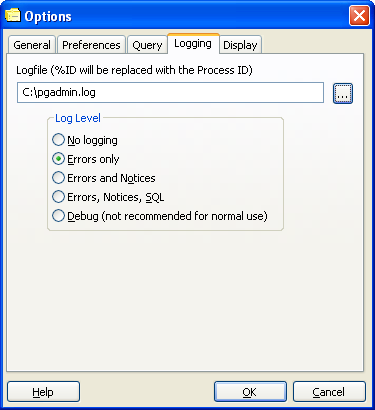 Options
General Preferences Query Logging Display
Logfile (%ID will be replaced with the Process ID)
C:\pgadmin.log ...
Log Level
No logging
Errors only
Errors and Notices
Errors, Notices, SQL
Debug (not recommended for normal use)
Help OK Cancel